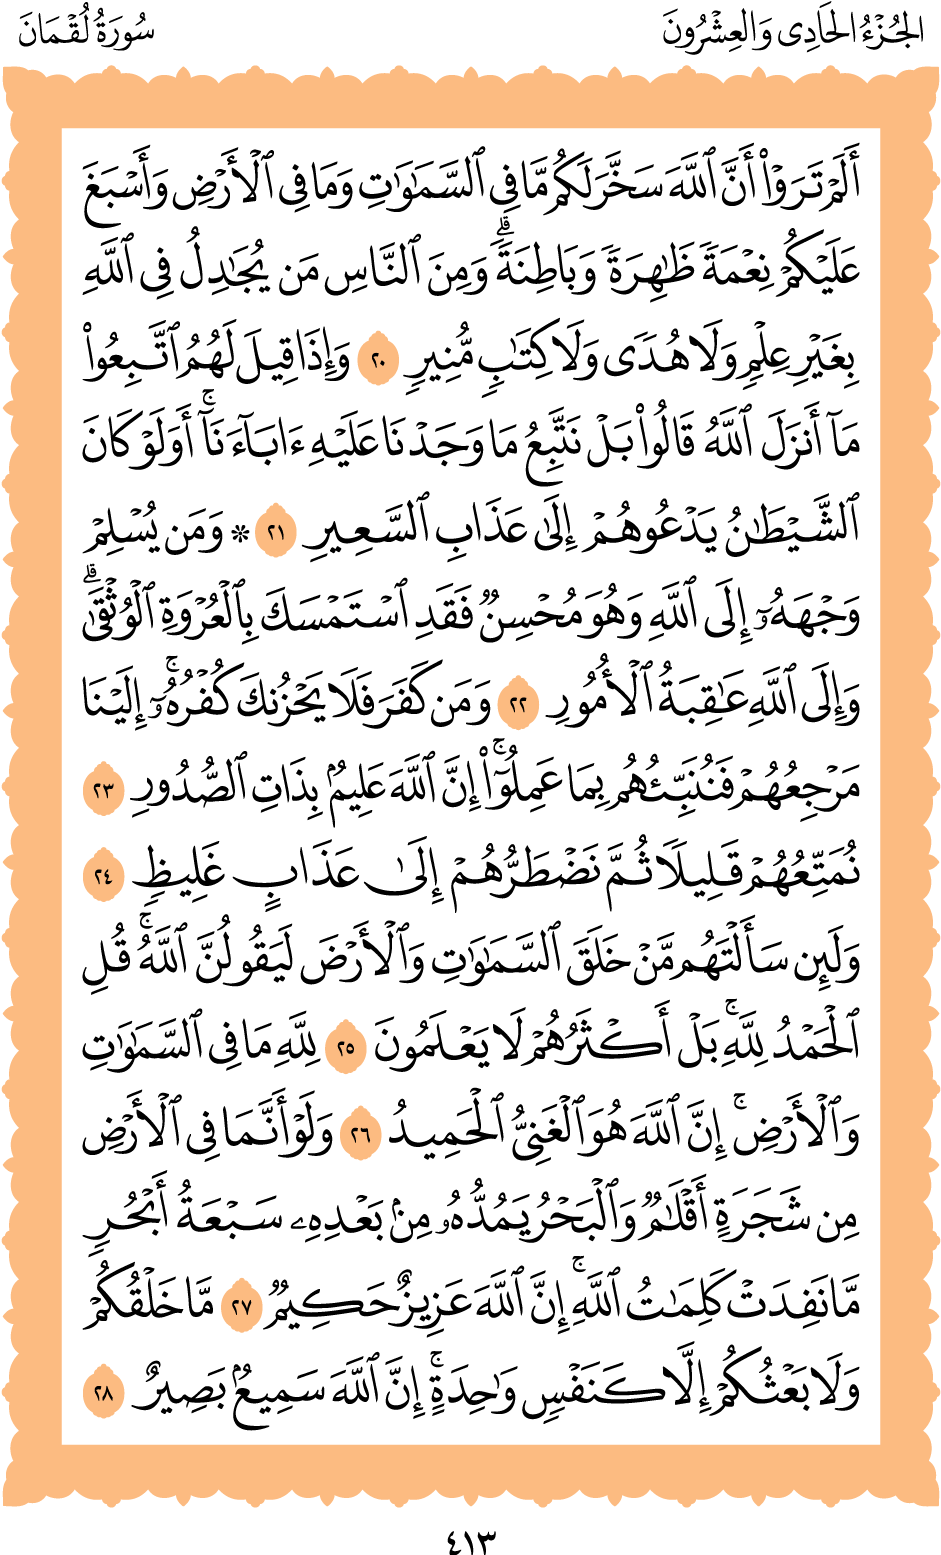 الجُزْءُ الحَادِى وَالعِشْرُونَ
سُورَةُ لُقْمَانَ
أَلَمْ تَرَوْا۟ أَنَّ ٱللَّهَ سَخَّرَ لَكُم مَّا فِى ٱلسَّمَـٰوَٰتِ وَمَا فِى ٱلْأَرْضِ وَأَسْبَغَ
عَلَيْكُمْ نِعْمَهُۥ ظَـٰهِرَةً وَبَاطِنَةً ۗ وَمِنَ ٱلنَّاسِ مَن يُجَـٰدِلُ فِى ٱللَّهِ
بِغَيْرِ عِلْمٍ وَلَا هُدًى وَلَا كِتَـٰبٍ مُّنِيرٍ ٢٠ وَإِذَا قِيلَ لَهُمُ ٱتَّبِعُوا۟
مَآ أَنزَلَ ٱللَّهُ قَالُوا۟ بَلْ نَتَّبِعُ مَا وَجَدْنَا عَلَيْهِ ءَابَآءَنَآ ۚ أَوَلَوْ كَانَ
ٱلشَّيْطَـٰنُ يَدْعُوهُمْ إِلَىٰ عَذَابِ ٱلسَّعِيرِ ٢١ * وَمَن يُسْلِمْ
وَجْهَهُۥٓ إِلَى ٱللَّهِ وَهُوَ مُحْسِنٌ فَقَدِ ٱسْتَمْسَكَ بِٱلْعُرْوَةِ ٱلْوُثْقَىٰ ۗ
وَإِلَى ٱللَّهِ عَـٰقِبَةُ ٱلْأُمُورِ ٢٢ وَمَن كَفَرَ فَلَا يَحْزُنكَ كُفْرُهُۥٓ ۚ إِلَيْنَا
مَرْجِعُهُمْ فَنُنَبِّئُهُم بِمَا عَمِلُوٓا۟ ۚ إِنَّ ٱللَّهَ عَلِيمٌۢ بِذَاتِ ٱلصُّدُورِ ٢٣
نُمَتِّعُهُمْ قَلِيلًا ثُمَّ نَضْطَرُّهُمْ إِلَىٰ عَذَابٍ غَلِيظٍ ٢٤
وَلَئِن سَأَلْتَهُم مَّنْ خَلَقَ ٱلسَّمَـٰوَٰتِ وَٱلْأَرْضَ لَيَقُولُنَّ ٱللَّهُ ۚ قُلِ
ٱلْحَمْدُ لِلَّهِ ۚ بَلْ أَكْثَرُهُمْ لَا يَعْلَمُونَ ٢٥ لِلَّهِ مَا فِى ٱلسَّمَـٰوَٰتِ
وَٱلْأَرْضِ ۚ إِنَّ ٱللَّهَ هُوَ ٱلْغَنِىُّ ٱلْحَمِيدُ ٢٦ وَلَوْ أَنَّمَا فِى ٱلْأَرْضِ
مِن شَجَرَةٍ أَقْلَـٰمٌ وَٱلْبَحْرُ يَمُدُّهُۥ مِنۢ بَعْدِهِۦ سَبْعَةُ أَبْحُرٍ
مَّا نَفِدَتْ كَلِمَـٰتُ ٱللَّهِ ۚ إِنَّ ٱللَّهَ عَزِيزٌ حَكِيمٌ ٢٧ مَّا خَلْقُكُمْ
وَلَا بَعْثُكُمْ إِلَّا كَنَفْسٍ وَٰحِدَةٍ ۚ إِنَّ ٱللَّهَ سَمِيعٌۢ بَصِيرٌ ٢٨
٤١٣